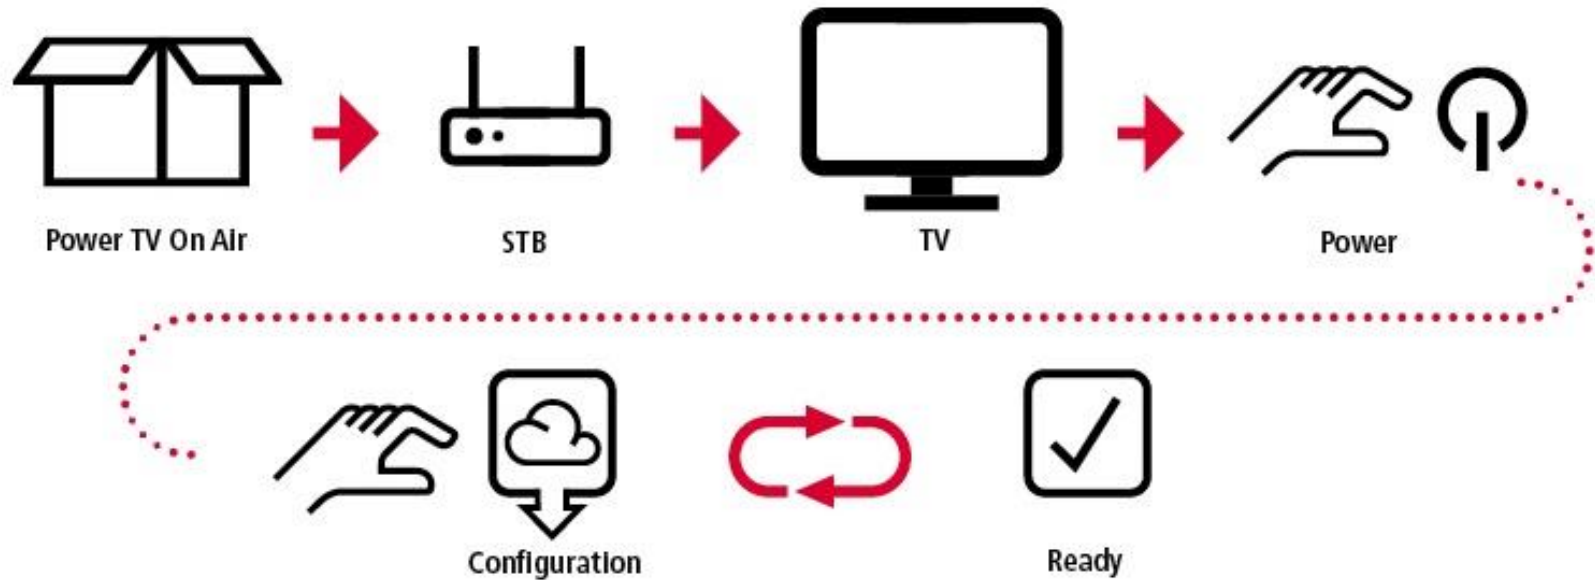 Power TV On Air
STB
TV
Power
Configuration
Ready